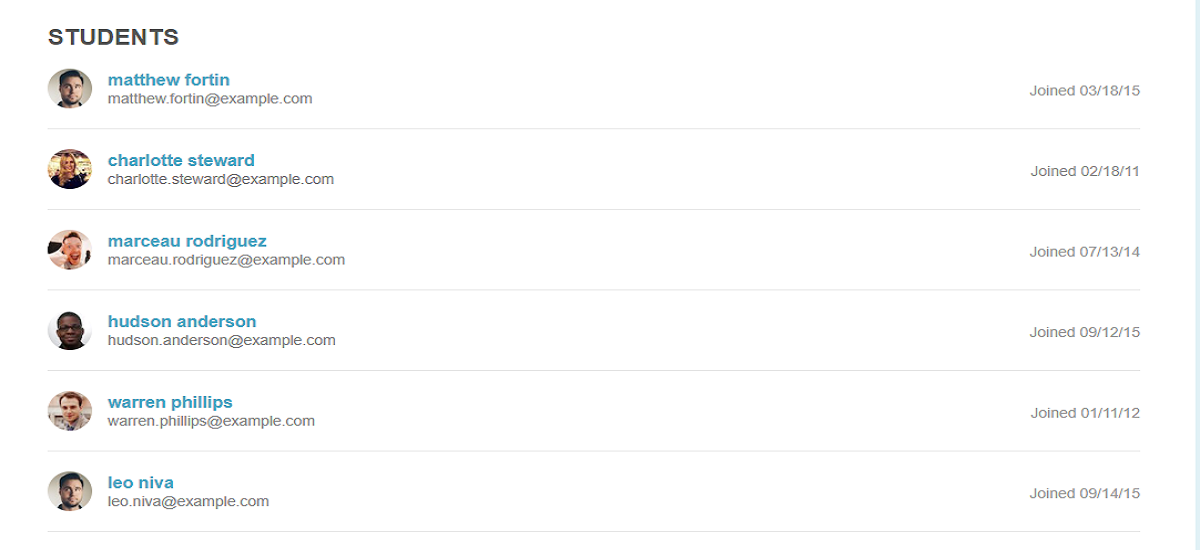 STUDENTS
matthew fortin
matthew.fortin@example.com
Joined 03/18/15
charlotte steward
charlotte.steward@example.com
Joined 02/18/11
marceau rodriguez
marceau.rodriguez@example.com
Joined 07/13/14
hudson anderson
hudson.anderson@example.com
Joined 09/12/15
warren phillips
warren.phillips@example.com
Joined 01/11/12
leo niva
leo.niva@example.com
Joined 09/14/15